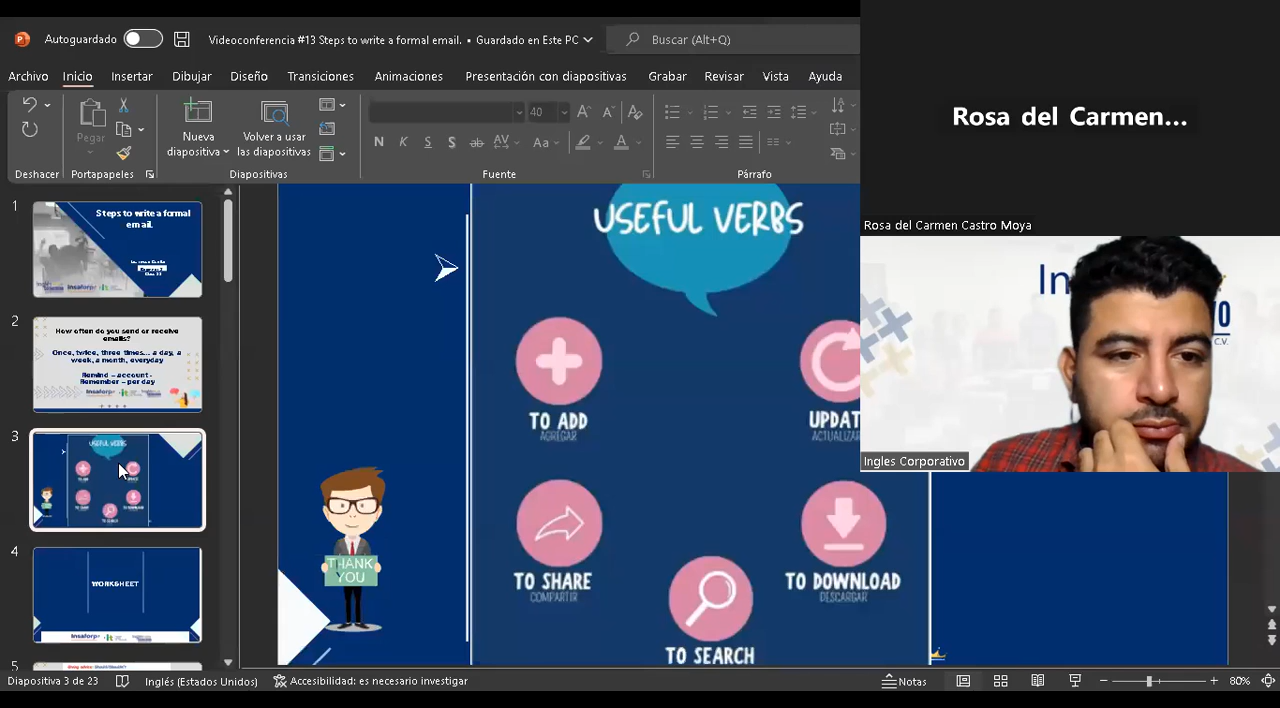 Autoguardado
Videoconferencia #13 Steps to write a formal email. • Guardado en Este PC
Buscar (Alt+Q)
Archivo Inicio Insertar Dibujar Diseño Transiciones Animaciones Presentación con diapositivas Grabar Revisar Vista Ayuda
Pegar
Nueva diapositiva
Volver a usar las diapositivas
40
N K S S ab AV Aa A
Deshacer Portapapeles Diapositivas Fuente Párrafo
Rosa del Carmen...
Rosa del Carmen Castro Moya
Ingles Corporativo
1
Steps to write a formal
email.
2
How often do you send or receive
emails?
Once, twice, three times... a day, a
week, a month, everyday
Remind – account -
Remember – per day
Insaforp
3
USEFUL VERBS
4
WORKSHEET
Insaforp
5
USEFUL VERBS
TO ADD
AGREGAR
UPDAT
ACTUALIZA
TO SHARE
COMPARTIR
TO DOWNLOAD
DESCARGAR
TO SEARCH
THANK
YOU
Diapositiva 3 de 23
Inglés (Estados Unidos)
Accesibilidad: es necesario investigar
Notas
80%